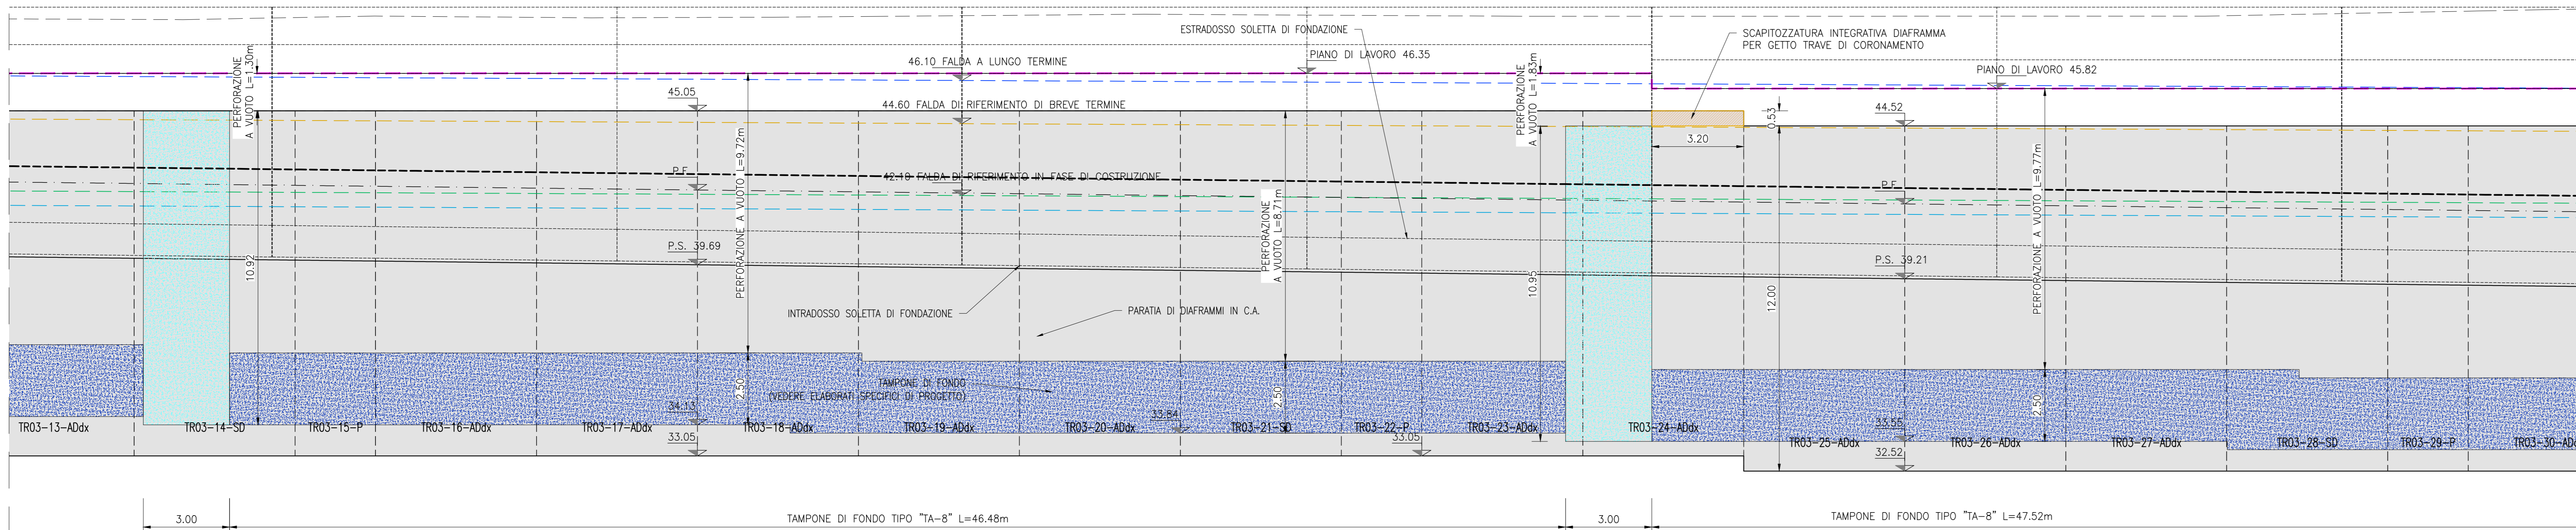 ESTRADOSSO SOLETTA DI FONDAZIONE
SCAPITOZZATURA INTEGRATIVA DIAFRAMMA
PER GETTO TRAVE DI CORONAMENTO
PERFORAZIONE
A VUOTO L=1.30m
46.10 FALDA A LUNGO TERMINE
PIANO DI LAVORO 46.35
PERFORAZIONE
A VUOTO L=1.83m
PIANO DI LAVORO 45.82
45.05
44.60 FALDA DI RIFERIMENTO DI BREVE TERMINE
0.53
44.52
3.20
P.F.
42.10 FALDA DI RIFERIMENTO IN FASE DI COSTRUZIONE
P.F.
PERFORAZIONE A VUOTO L=9.72m
PERFORAZIONE
A VUOTO L=8.71m
PERFORAZIONE A VUOTO L=9.77m
P.S. 39.69
P.S. 39.21
10.92
10.95
12.00
INTRADOSSO SOLETTA DI FONDAZIONE
PARATIA DI DIAFRAMMI IN C.A.
TAMPONE DI FONDO
(VEDERE ELABORATI SPECIFICI DI PROGETTO)
2.50
2.50
2.50
34.13
33.84
33.55
TR03-13-ADdx
TR03-14-SD
TR03-15-P
TR03-16-ADdx
TR03-17-ADdx
TR03-18-ADdx
TR03-19-ADdx
TR03-20-ADdx
TR03-21-SD
TR03-22-P
TR03-23-ADdx
TR03-24-ADdx
TR03-25-ADdx
TR03-26-ADdx
TR03-27-ADdx
TR03-28-SD
TR03-29-P
TR03-30-ADd
33.05
33.05
32.52
3.00
TAMPONE DI FONDO TIPO "TA-8" L=46.48m
3.00
TAMPONE DI FONDO TIPO "TA-8" L=47.52m